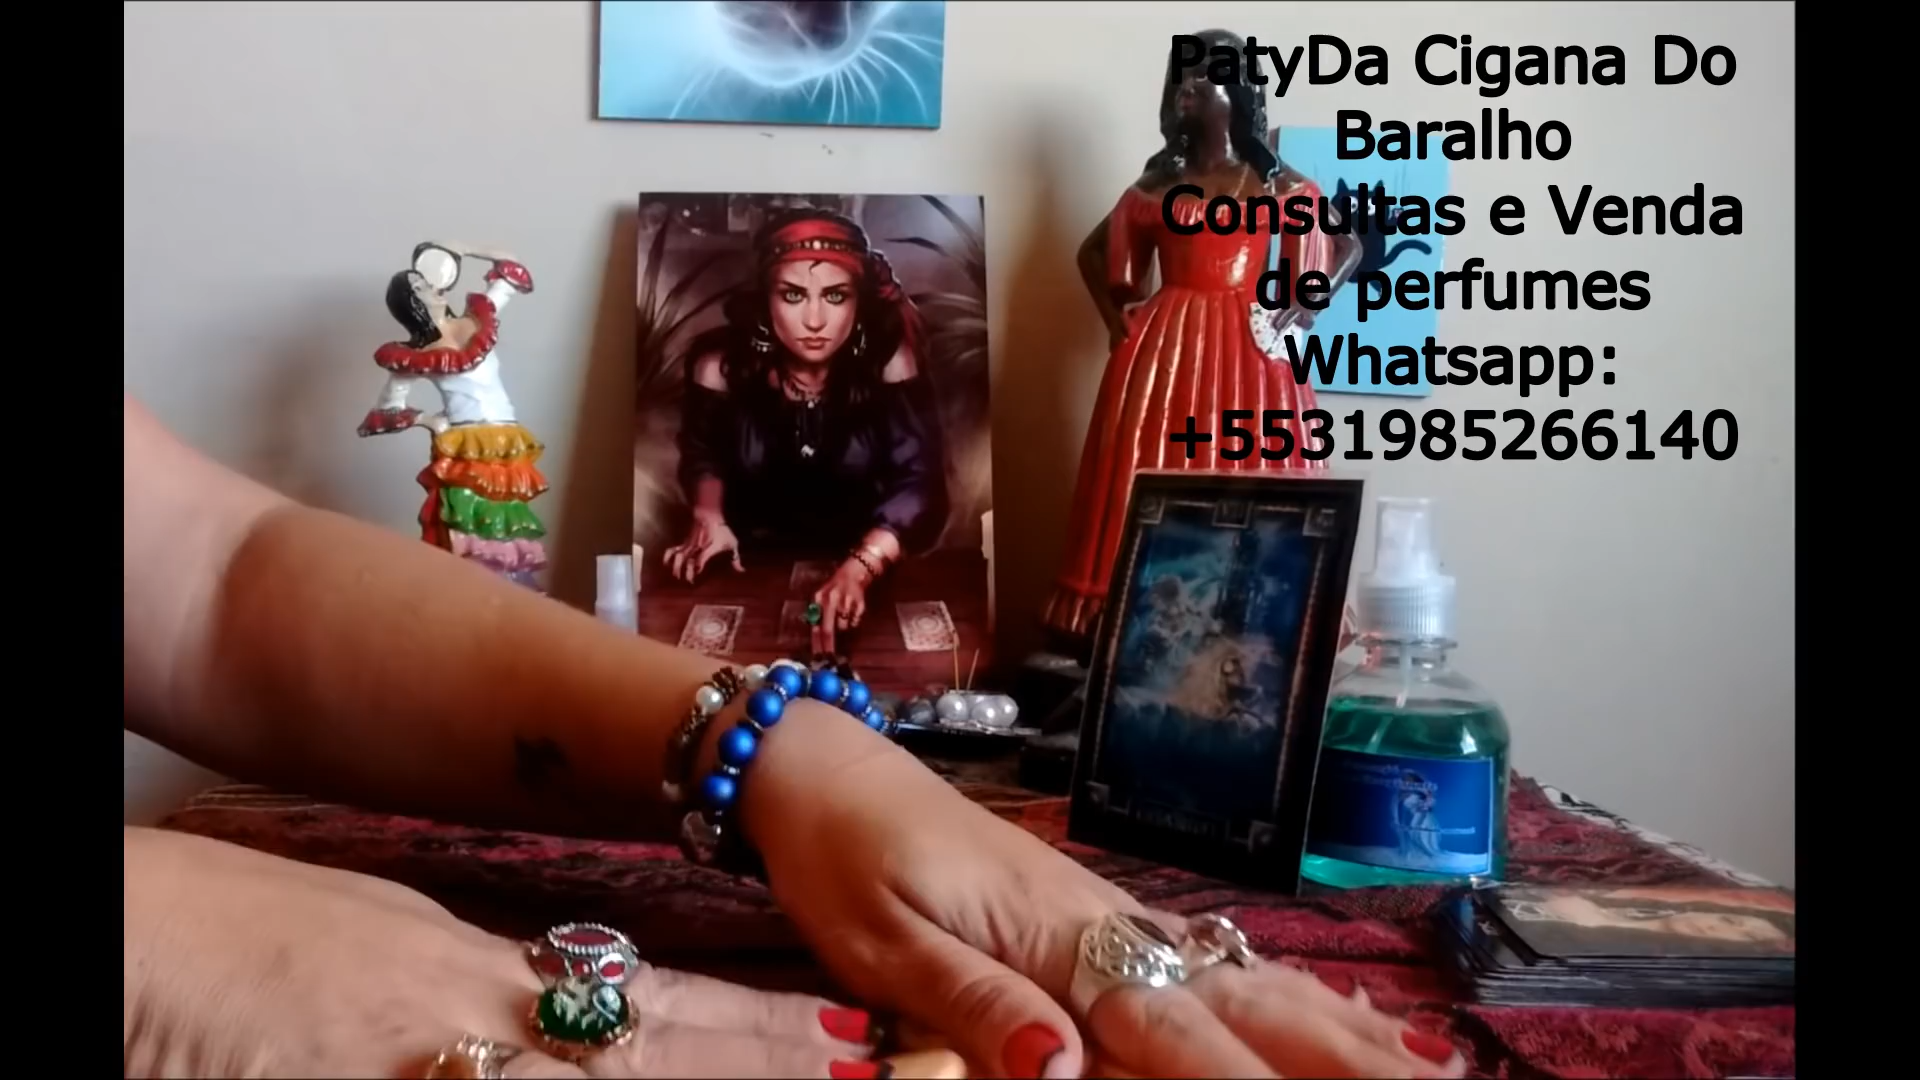 PatyDa Cigana Do
Baralho
Consultas e Venda
de perfumes
Whatsapp:
+5531985266140